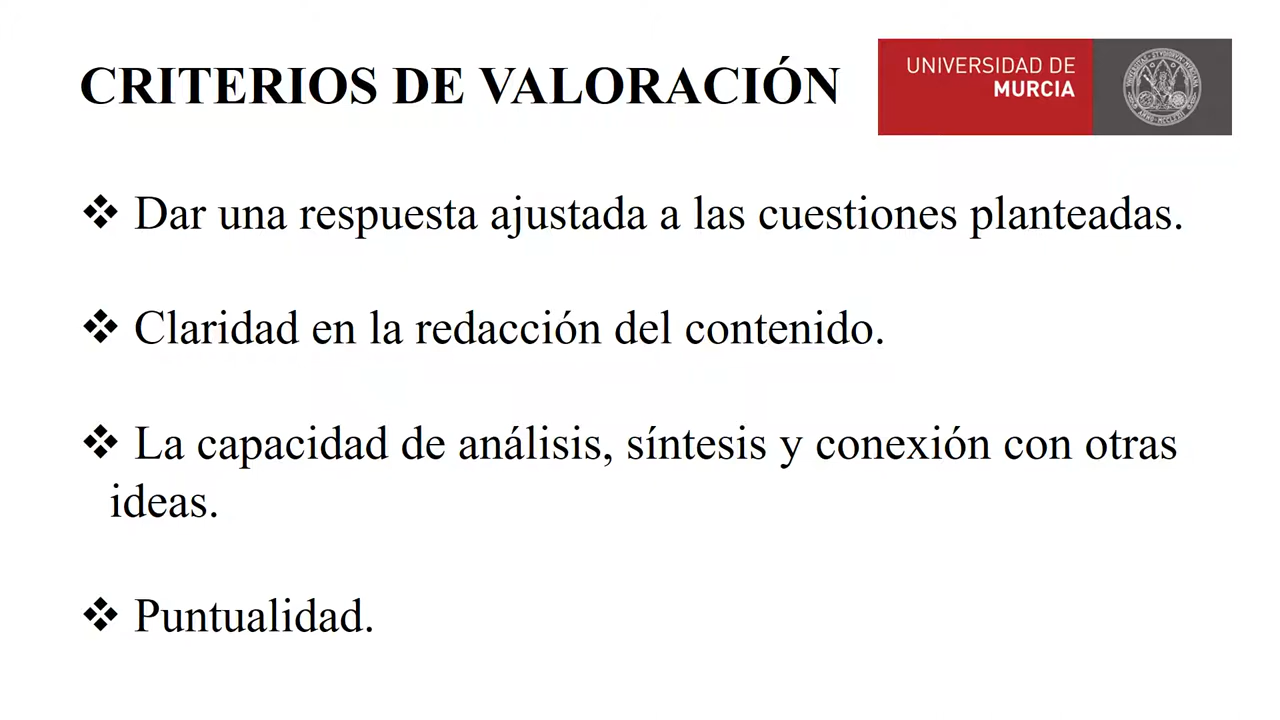 CRITERIOS DE VALORACIÓN
UNIVERSIDAD DE
MURCIA
❖ Dar una respuesta ajustada a las cuestiones planteadas.
❖ Claridad en la redacción del contenido.
❖ La capacidad de análisis, síntesis y conexión con otras
ideas.
❖ Puntualidad.